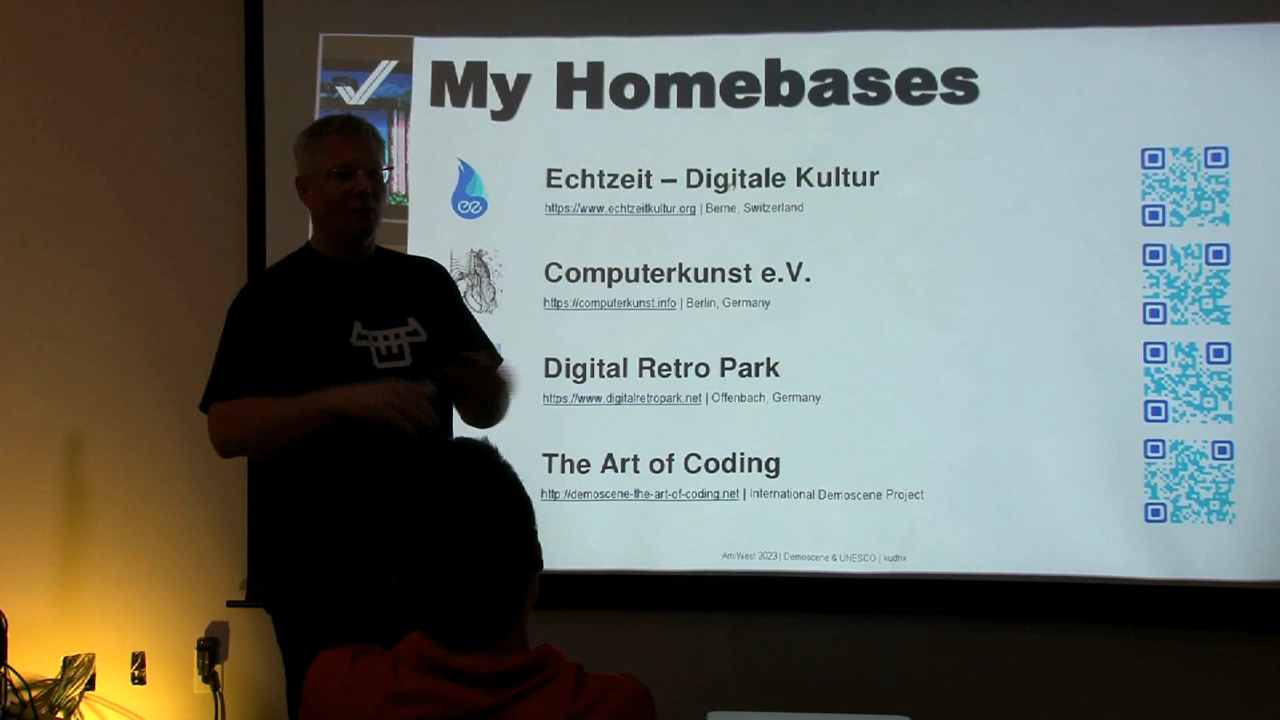 My Homebases
Echtzeit – Digitale Kultur
https://www.echtzeitkultur.org | Berne, Switzerland
Computerkunst e.V.
https://computerkunst.info | Berlin, Germany
Digital Retro Park
https://www.digitalretropark.net | Offenbach, Germany
The Art of Coding
http://demoscene-the-art-of-coding.net | International Demoscene Project
Am West 2023 | Demoscene & UNESCO |